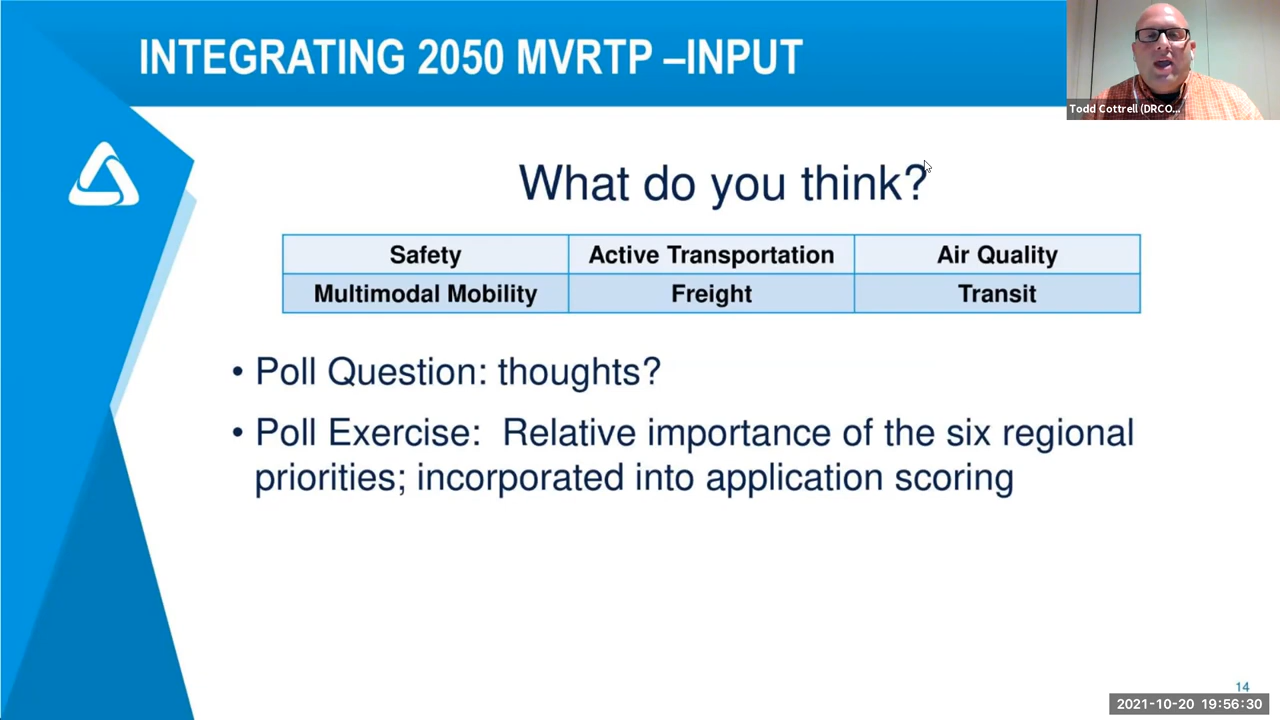 INTEGRATING 2050 MVRTP –INPUT
Todd Cottrell (DRCO...
What do you think?
Safety Active Transportation Air Quality
Multimodal Mobility Freight Transit
• Poll Question: thoughts?
• Poll Exercise: Relative importance of the six regional
priorities; incorporated into application scoring
14
2021-10-20 19:56:30